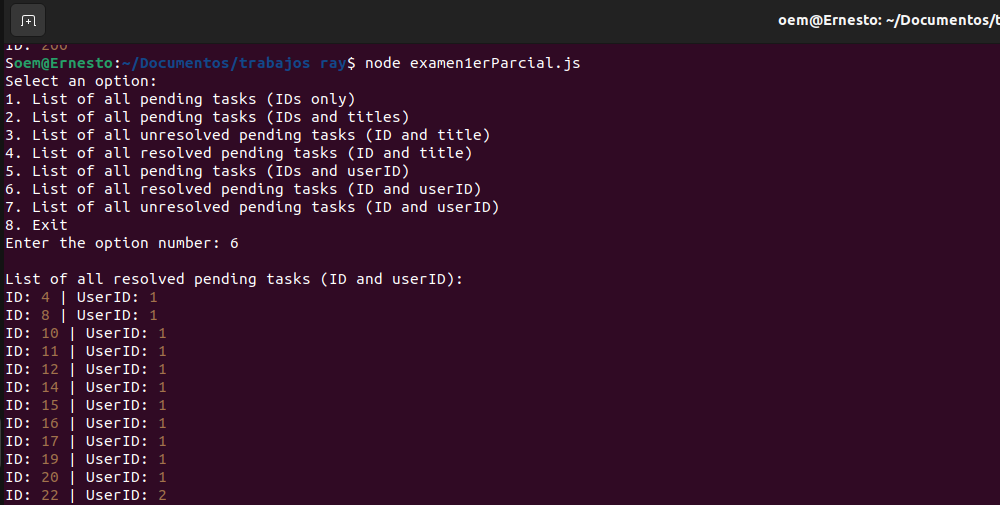 oem@Ernesto: ~/Documentos/t
ID: 200
Soem@Ernesto:~/Documentos/trabajos ray$ node examen1erParcial.js
Select an option:
1. List of all pending tasks (IDs only)
2. List of all pending tasks (IDs and titles)
3. List of all unresolved pending tasks (ID and title)
4. List of all resolved pending tasks (ID and title)
5. List of all pending tasks (IDs and userID)
6. List of all resolved pending tasks (ID and userID)
7. List of all unresolved pending tasks (ID and userID)
8. Exit
Enter the option number: 6
List of all resolved pending tasks (ID and userID):
ID: 4 | UserID: 1
ID: 8 | UserID: 1
ID: 10 | UserID: 1
ID: 11 | UserID: 1
ID: 12 | UserID: 1
ID: 14 | UserID: 1
ID: 15 | UserID: 1
ID: 16 | UserID: 1
ID: 17 | UserID: 1
ID: 19 | UserID: 1
ID: 20 | UserID: 1
ID: 22 | UserID: 2